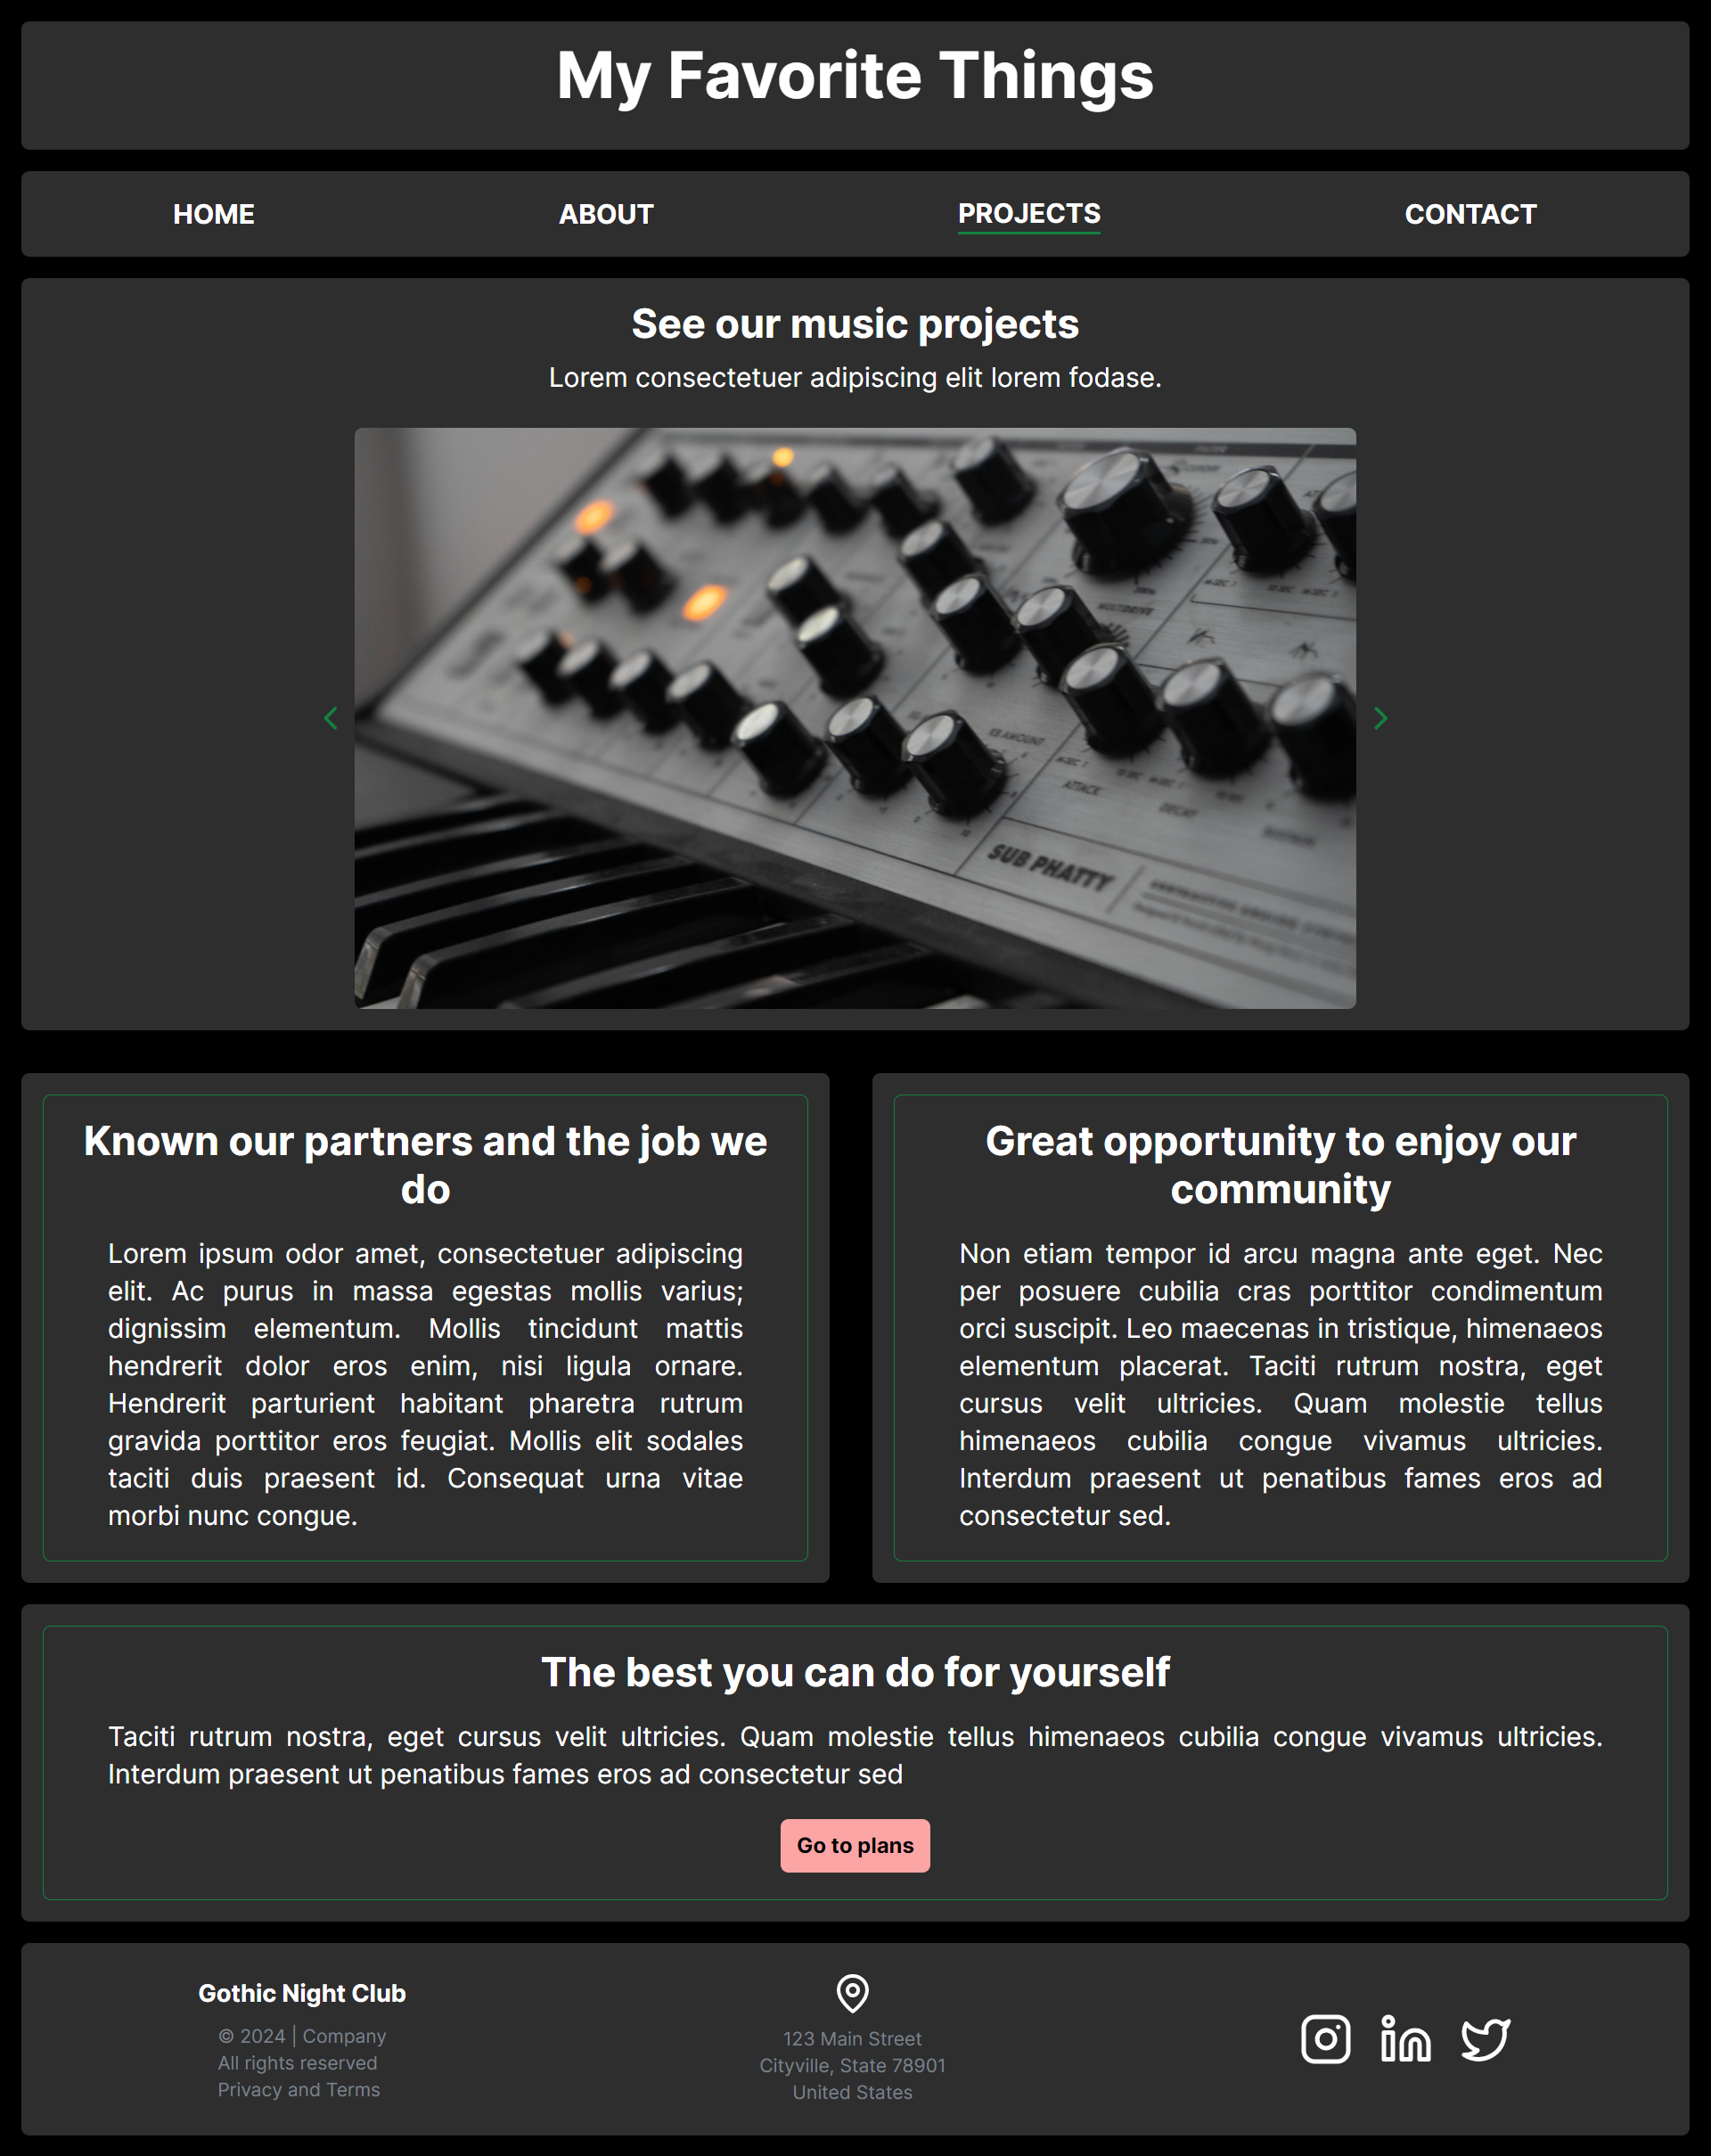 My Favorite Things
HOME
ABOUT
PROJECTS
CONTACT
See our music projects
Lorem consectetuer adipiscing elit lorem fodase.
MULTIDRIVE
KB AMOUNT
ATTACK
DECAY
SUB PHATTY
Known our partners and the job we
do
Lorem ipsum odor amet, consectetuer adipiscing
elit. Ac purus in massa egestas mollis varius;
dignissim elementum. Mollis tincidunt mattis
hendrerit dolor eros enim, nisi ligula ornare.
Hendrerit parturient habitant pharetra rutrum
gravida porttitor eros feugiat. Mollis elit sodales
taciti duis praesent id. Consequat urna vitae
morbi nunc congue.
Great opportunity to enjoy our
community
Non etiam tempor id arcu magna ante eget. Nec
per posuere cubilia cras porttitor condimentum
orci suscipit. Leo maecenas in tristique, himenaeos
elementum placerat. Taciti rutrum nostra, eget
cursus velit ultricies. Quam molestie tellus
himenaeos cubilia congue vivamus ultricies.
Interdum praesent ut penatibus fames eros ad
consectetur sed.
The best you can do for yourself
Taciti rutrum nostra, eget cursus velit ultricies. Quam molestie tellus himenaeos cubilia congue vivamus ultricies.
Interdum praesent ut penatibus fames eros ad consectetur sed
Go to plans
Gothic Night Club
© 2024 | Company
All rights reserved
Privacy and Terms
123 Main Street
Cityville, State 78901
United States